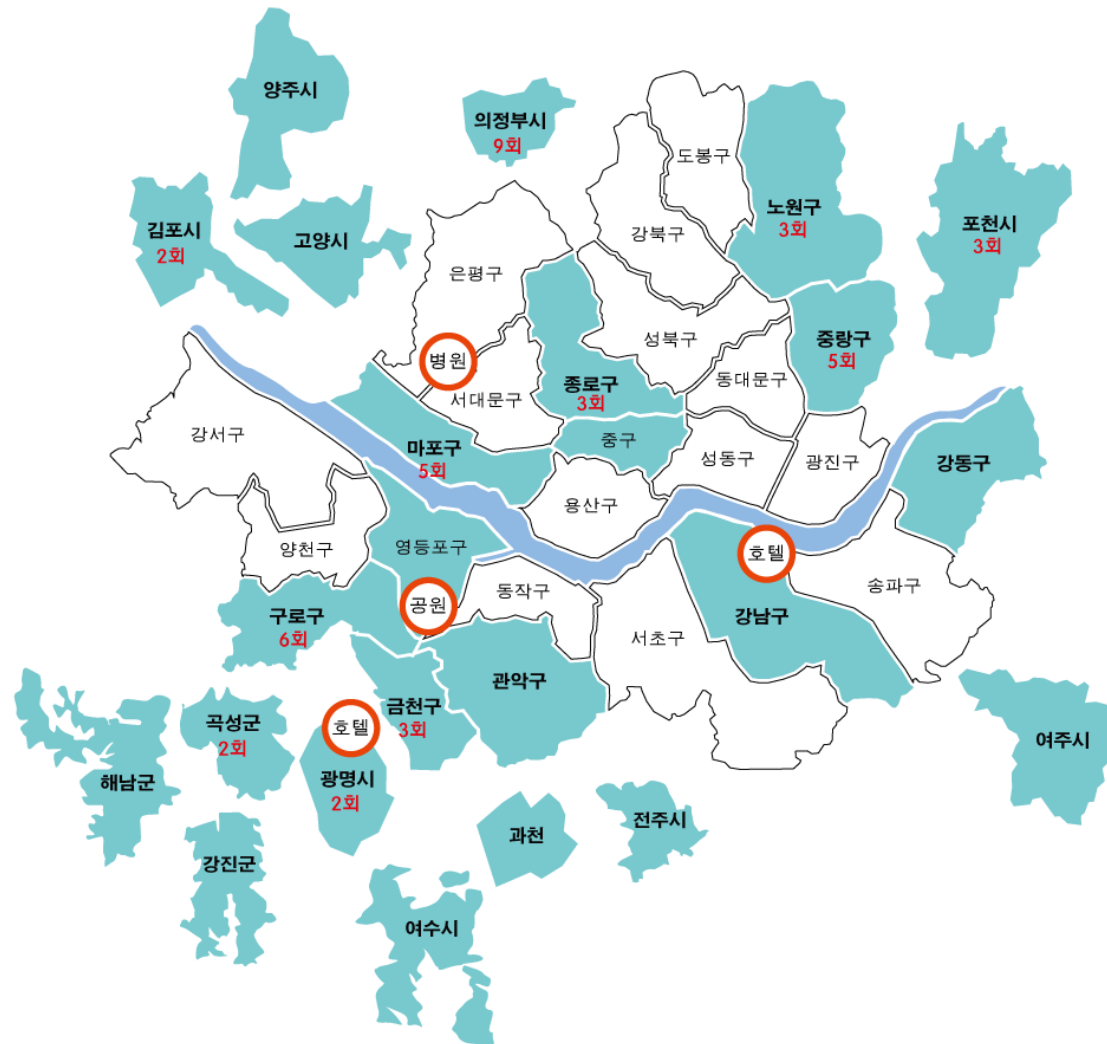 양주시
의정부시
9회
도봉구
김포시
2회
고양시
강북구
노원구
3회
포천시
3회
은평구
성북구
중랑구
5회
병원
서대문구
종로구
3회
동대문구
강서구
마포구
5회
중구
성동구
광진구
강동구
용산구
양천구
영등포구
호텔
동작구
송파구
공원
구로구
6회
서초구
강남구
관악구
금천구
3회
호텔
곡성군
2회
해남군
광명시
2회
여주시
과천
전주시
강진군
여수시